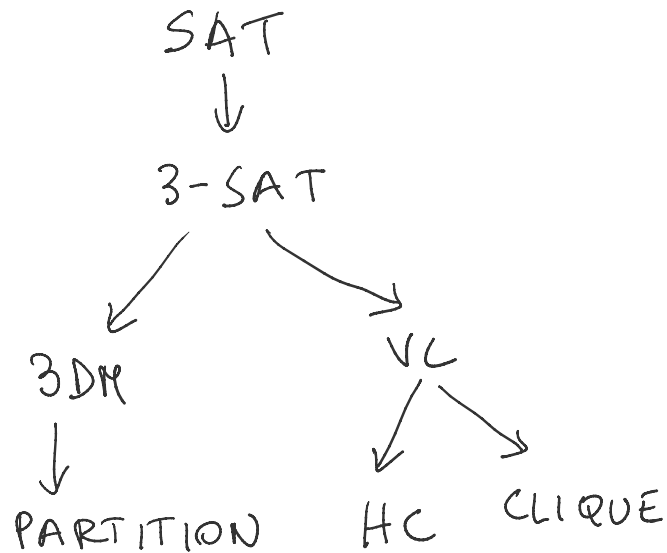 SAT
3-SAT
3DM
VC
PARTITION
HC
CLIQUE